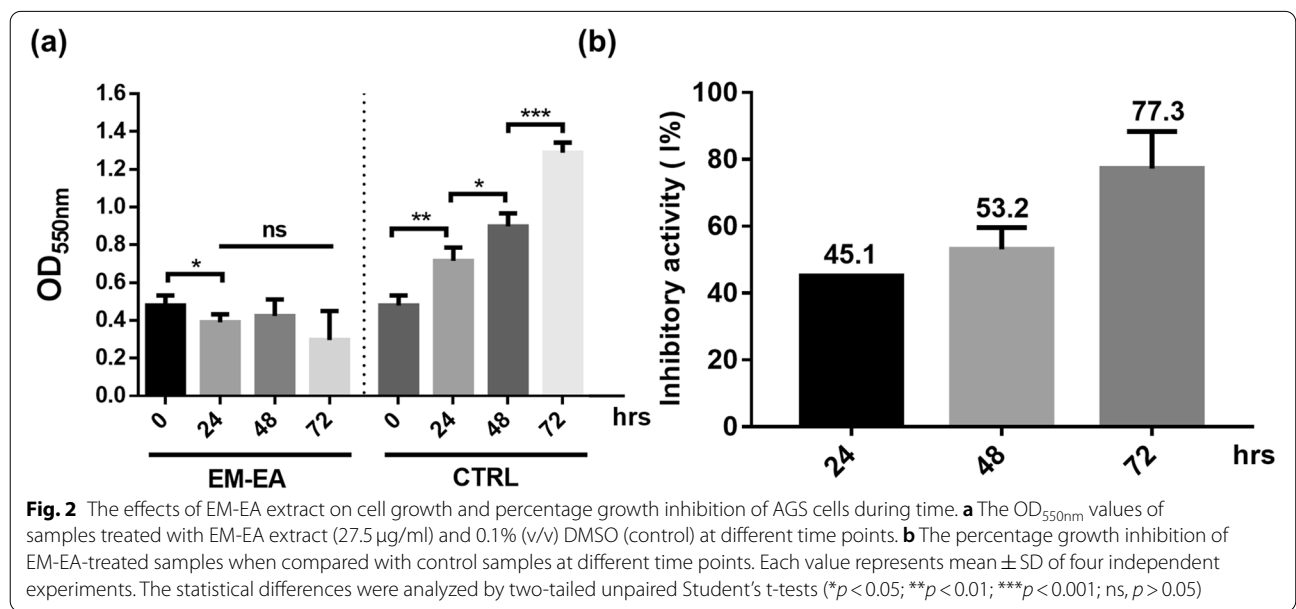 (a)
(b)
OD550nm
1.6
1.4
1.2
1.0
0.8
0.6
0.4
0.2
0.0
*
ns
**
*
***
0 24 48 72 0 24 48 72 hrs
EM-EA CTRL
Inhibitory activity ( I%)
100
80
60
40
20
0
45.1
53.2
77.3
24 48 72 hrs
Fig. 2 The effects of EM-EA extract on cell growth and percentage growth inhibition of AGS cells during time. a The OD550nm values of
samples treated with EM-EA extract (27.5 µg/ml) and 0.1% (v/v) DMSO (control) at different time points. b The percentage growth inhibition of
EM-EA-treated samples when compared with control samples at different time points. Each value represents mean ± SD of four independent
experiments. The statistical differences were analyzed by two-tailed unpaired Student's t-tests (*p < 0.05; **p < 0.01; ***p < 0.001; ns, p > 0.05)